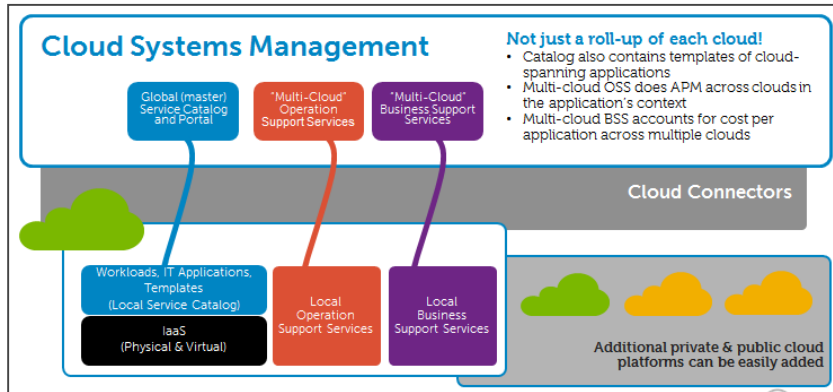 Cloud Systems Management
Not just a roll-up of each cloud!
• Catalog also contains templates of cloud-
spanning applications
• Multi-cloud OSS does APM across clouds in
the application's context
• Multi-cloud BSS accounts for cost per
application across multiple clouds
Global (master)
Service Catalog
and Portal
"Multi-Cloud"
Operation
Support Services
"Multi-Cloud"
Business Support
Services
Cloud Connectors
Workloads, IT Applications,
Templates
(Local Service Catalog)
IaaS
(Physical & Virtual)
Local
Operation
Support Services
Local
Business
Support Services
Additional private & public cloud
platforms can be easily added